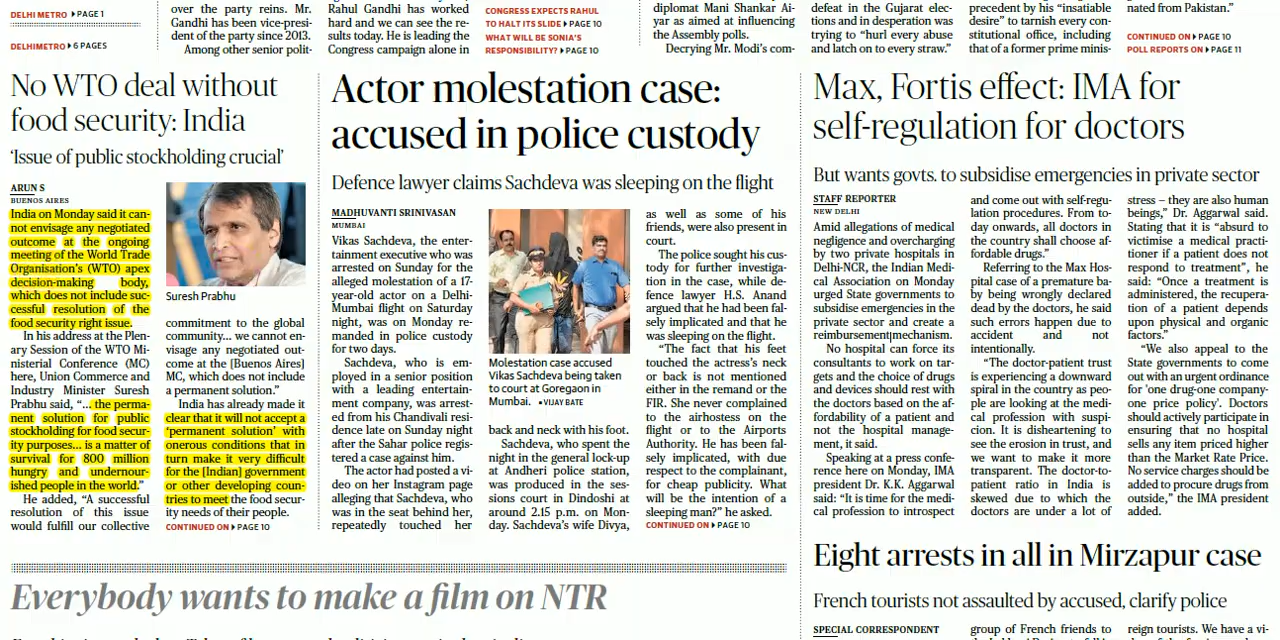 DELHI METRO ▶ PAGE 1
DELHIMETRO ▶ 6 PAGES
over the party reins. Mr.
Gandhi has been vice-presi-
dent of the party since 2013.
Among other senior polit-
Rahul Gandhi has worked
hard and we can see the re-
sults today. He is leading the
Congress campaign alone in
CONGRESS EXPECTS RAHUL
TO HALT ITS SLIDE ▶ PAGE 10
WHAT WILL BE SONIA'S
RESPONSIBILITY? ▶ PAGE 10
diplomat Mani Shankar Ai-
yar as aimed at influencing
the Assembly polls.
Decrying Mr. Modi's com-
defeat in the Gujarat elec-
tions and in desperation was
trying to "hurl every abuse
and latch on to every straw."
precedent by his "insatiable
desire" to tarnish every con-
stitutional office, including
that of a former prime minis-
nated from Pakistan."
CONTINUED ON ▶ PAGE 10
POLL REPORTS ON ▶ PAGE 11
No WTO deal without
food security: India
'Issue of public stockholding crucial'
ARUN S
BUENOS AIRES
India on Monday said it can-
not envisage any negotiated
outcome at the ongoing
meeting of the World Trade
Organisation's (WTO) apex
decision-making body,
which does not include suc-
cessful resolution of the
food security right issue.
In his address at the Plen-
ary Session of the WTO Mi-
nisterial Conference (MC)
here, Union Commerce and
Industry Minister Suresh
Prabhu said, "... the perma-
nent solution for public
stockholding for food secur-
ity purposes... is a matter of
survival for 800 million
hungry and undernour-
ished people in the world."
He added, "A successful
resolution of this issue
would fulfill our collective
Suresh Prabhu
commitment to the global
community... we cannot en-
visage any negotiated out-
come at the [Buenos Aires]
MC, which does not include
a permanent solution."
India has already made it
clear that it will not accept a
'permanent solution' with
onerous conditions that in
turn make it very difficult
for the [Indian] government
or other developing coun-
tries to meet the food secur-
ity needs of their people.
CONTINUED ON ▶ PAGE 10
Actor molestation case:
accused in police custody
Defence lawyer claims Sachdeva was sleeping on the flight
MADHUVANTI SRINIVASAN
MUMBAI
Vikas Sachdeva, the enter-
tainment executive who was
arrested on Sunday for the
alleged molestation of a 17-
year-old actor on a Delhi-
Mumbai flight on Saturday
night, was on Monday re-
manded in police custody
for two days.
Sachdeva, who is em-
ployed in a senior position
with a leading entertain-
ment company, was arrest-
ed from his Chandivali resi-
dence late on Sunday night
after the Sahar police regis-
tered a case against him.
The actor had posted a vi-
deo on her Instagram page
alleging that Sachdeva, who
was in the seat behind her,
repeatedly touched her
Molestation case accused
Vikas Sachdeva being taken
to court at Goregaon in
Mumbai. • VIJAY BATE
back and neck with his foot.
Sachdeva, who spent the
night in the general lock-up
at Andheri police station,
was produced in the ses-
sions court in Dindoshi at
around 2.15 p.m. on Mon-
day. Sachdeva's wife Divya,
as well as some of his
friends, were also present in
court.
The police sought his cus-
tody for further investiga-
tion in the case, while de-
fence lawyer H.S. Anand
argued that he had been fal-
sely implicated and that he
was sleeping on the flight.
"The fact that his feet
touched the actress's neck
or back is not mentioned
either in the remand or the
FIR. She never complained
to the airhostess on the
flight or to the Airports
Authority. He has been fal-
sely implicated, with due
respect to the complainant,
for cheap publicity. What
will be the intention of a
sleeping man?" he asked.
CONTINUED ON ▶ PAGE 10
Max, Fortis effect: IMA for
self-regulation for doctors
But wants govts. to subsidise emergencies in private sector
STAFF REPORTER
NEW DELHI
Amid allegations of medical
negligence and overcharging
by two private hospitals in
Delhi-NCR, the Indian Medi-
cal Association on Monday
urged State governments to
subsidise emergencies in the
private sector and create a
reimbursement mechanism.
No hospital can force its
consultants to work on tar-
gets and the choice of drugs
and devices should rest with
the doctors based on the af-
fordability of a patient and
not the hospital manage-
ment, it said.
Speaking at a press confe-
rence here on Monday, IMA
president Dr. K.K. Aggarwal
said: "It is time for the medi-
cal profession to introspect
and come out with self-regu-
lation procedures. From to-
day onwards, all doctors in
the country shall choose af-
fordable drugs."
Referring to the Max Hos-
pital case of a premature ba-
by being wrongly declared
dead by the doctors, he said
such errors happen due to
accident and not
intentionally.
"The doctor-patient trust
is experiencing a downward
spiral in the country as peo-
ple are looking at the medi-
cal profession with suspi-
cion. It is disheartening to
see the erosion in trust, and
we want to make it more
transparent. The doctor-to-
patient ratio in India is
skewed due to which the
doctors are under a lot of
stress – they are also human
beings," Dr. Aggarwal said.
Stating that it is "absurd to
victimise a medical practi-
tioner if a patient does not
respond to treatment", he
said: "Once a treatment is
administered, the recupera-
tion of a patient depends
upon physical and organic
factors."
"We also appeal to the
State governments to come
out with an urgent ordinance
for 'one drug-one company-
one price policy'. Doctors
should actively participate in
ensuring that no hospital
sells any item priced higher
than the Market Rate Price.
No service charges should be
added to procure drugs from
outside," the IMA president
added.
Everybody wants to make a film on NTR
Eight arrests in all in Mirzapur case
French tourists not assaulted by accused, clarify police
SPECIAL CORRESPONDENT
group of French friends to
reign tourists. We have a vi-